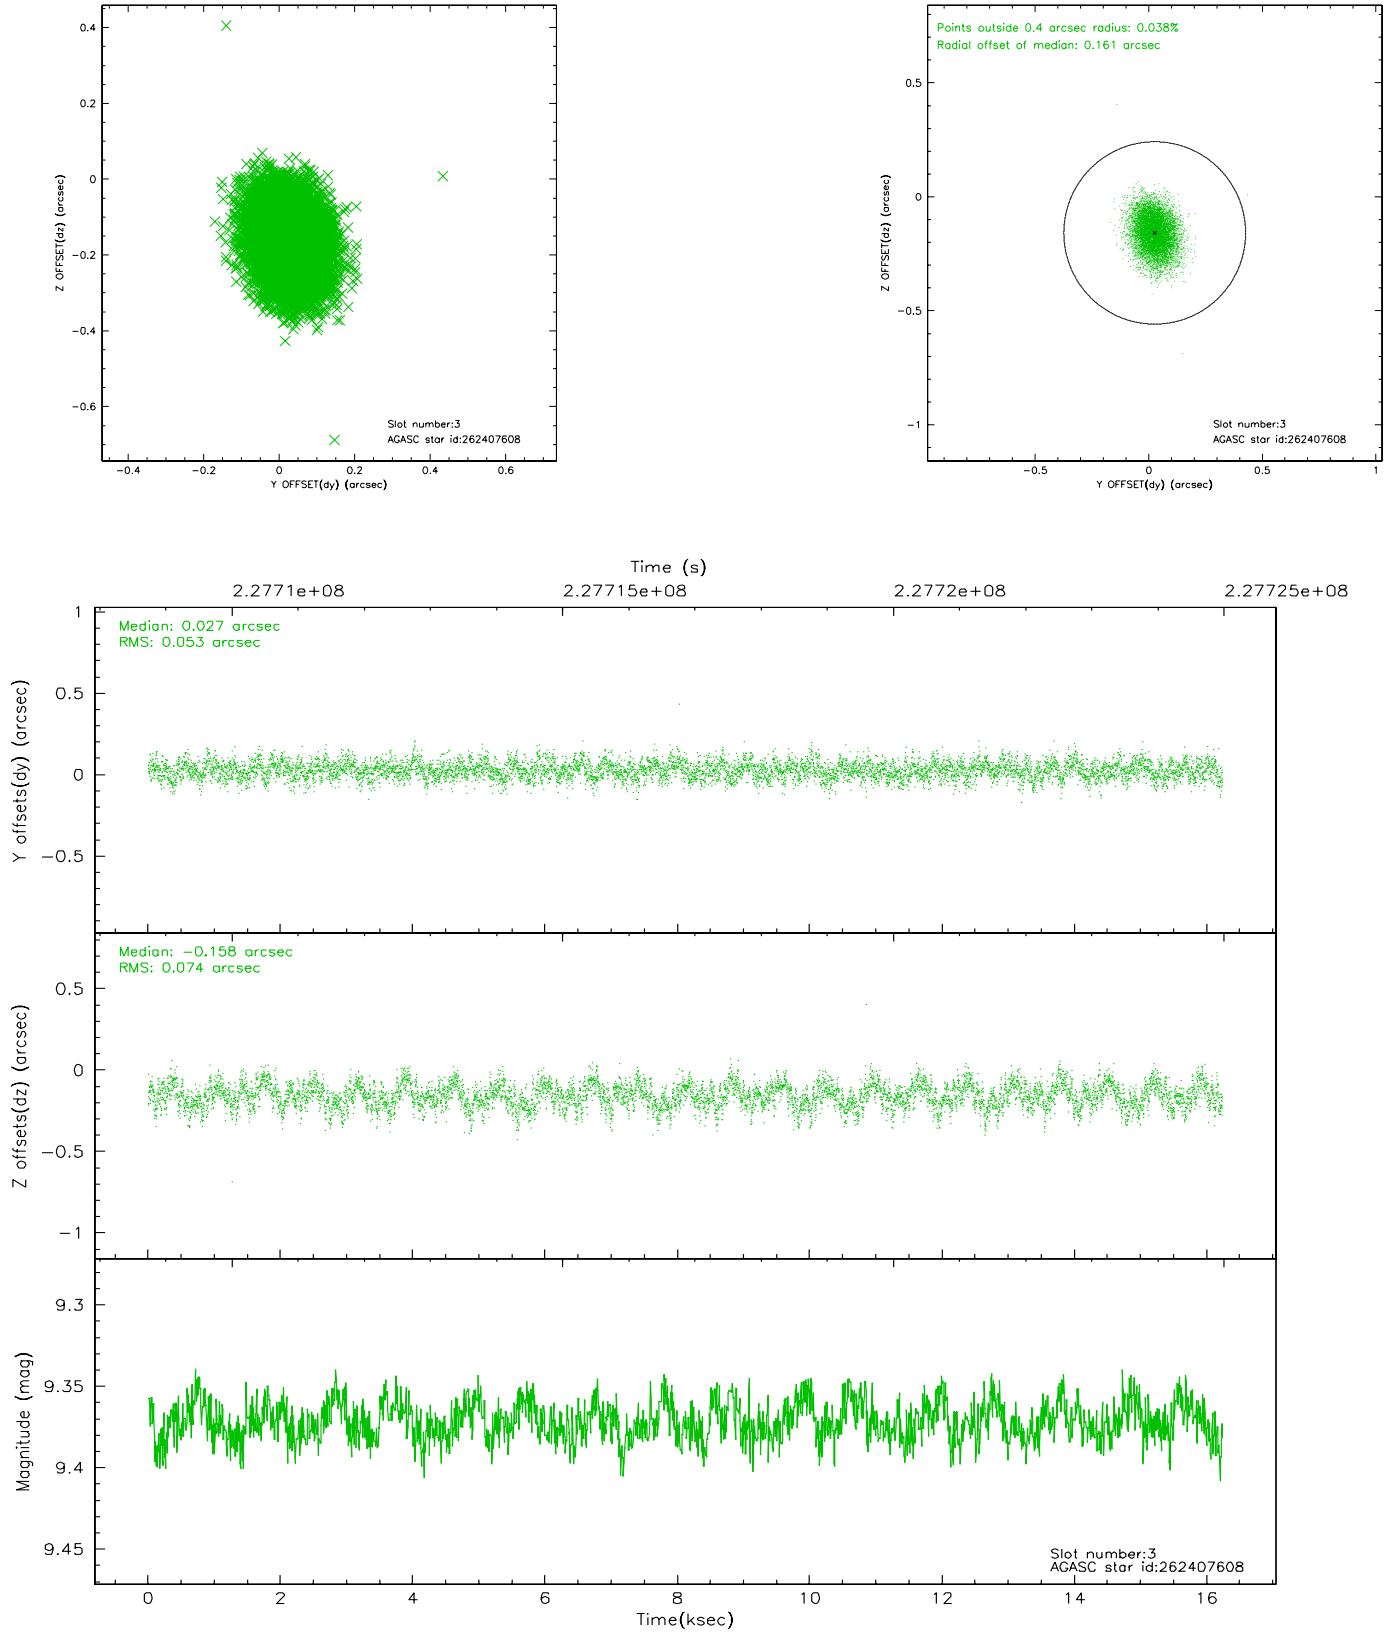 0.4
0.2
0
−0.2
−0.4
−0.6
Z OFFSET(dz) (arcsec)
Slot number:3
AGASC star id:262407608
−0.4 −0.2 0 0.2 0.4 0.6
Y OFFSET(dy) (arcsec)
Points outside 0.4 arcsec radius: 0.038%
Radial offset of median: 0.161 arcsec
0.5
0
−0.5
−1
Z OFFSET(dz) (arcsec)
Slot number:3
AGASC star id:262407608
−0.5 0 0.5 1
Y OFFSET(dy) (arcsec)
Time (s)
2.2771e+08 2.27715e+08 2.2772e+08 2.27725e+08
Median: 0.027 arcsec
RMS: 0.053 arcsec
1
0.5
0
−0.5
Y offsets(dy) (arcsec)
Median: −0.158 arcsec
RMS: 0.074 arcsec
0.5
0
−0.5
−1
Z offsets(dz) (arcsec)
9.3
9.35
9.4
9.45
Magnitude (mag)
Slot number:3
AGASC star id:262407608
0 2 4 6 8 10 12 14 16
Time(ksec)